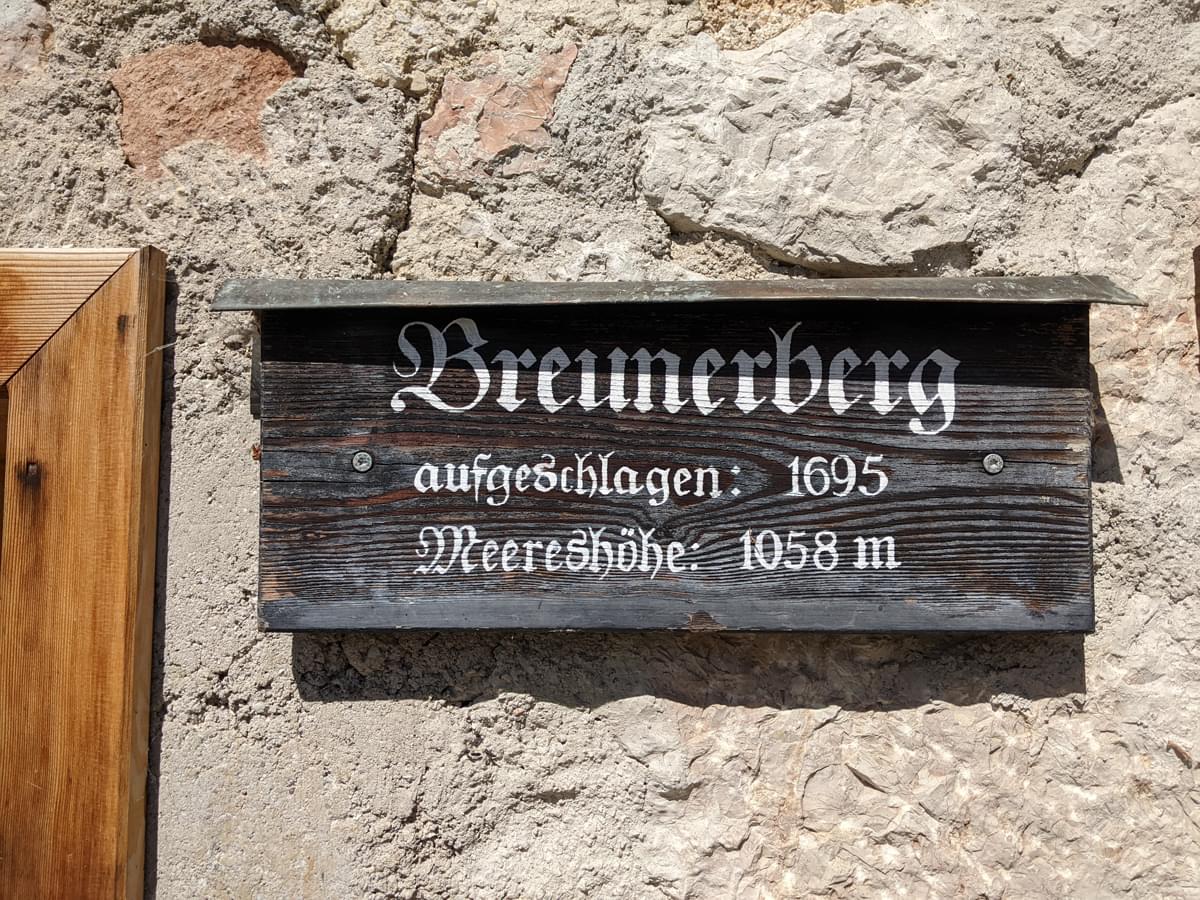 Breunerberg
aufgeschlagen: 1695
Meereshöhe: 1058 m